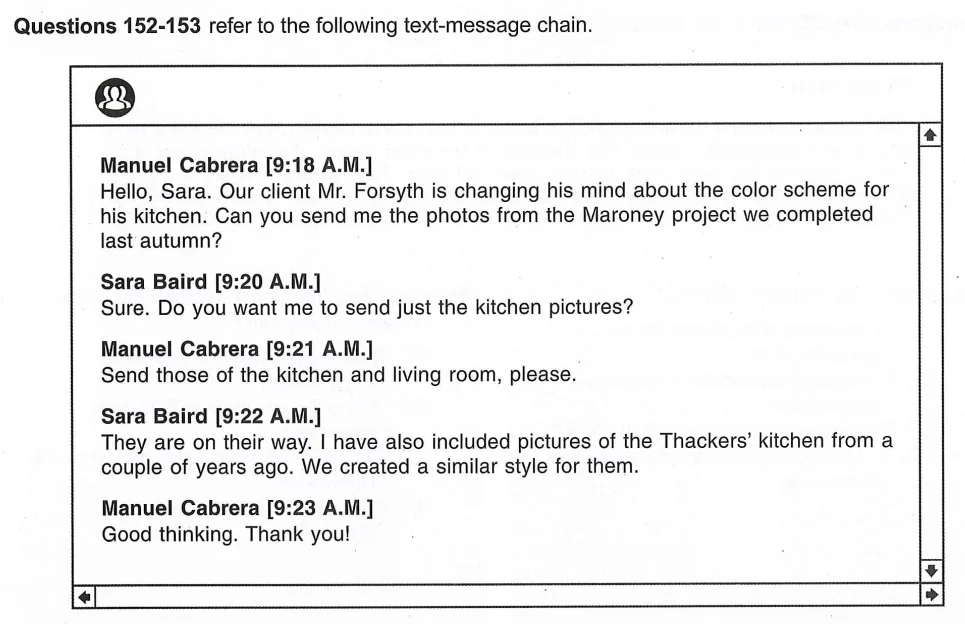 Questions 152-153 refer to the following text-message chain.
Manuel Cabrera [9:18 A.M.]
Hello, Sara. Our client Mr. Forsyth is changing his mind about the color scheme for
his kitchen. Can you send me the photos from the Maroney project we completed
last autumn?
Sara Baird [9:20 A.M.]
Sure. Do you want me to send just the kitchen pictures?
Manuel Cabrera [9:21 A.M.]
Send those of the kitchen and living room, please.
Sara Baird [9:22 A.M.]
They are on their way. I have also included pictures of the Thackers’ kitchen from a
couple of years ago. We created a similar style for them.
Manuel Cabrera [9:23 A.M.]
Good thinking. Thank you!